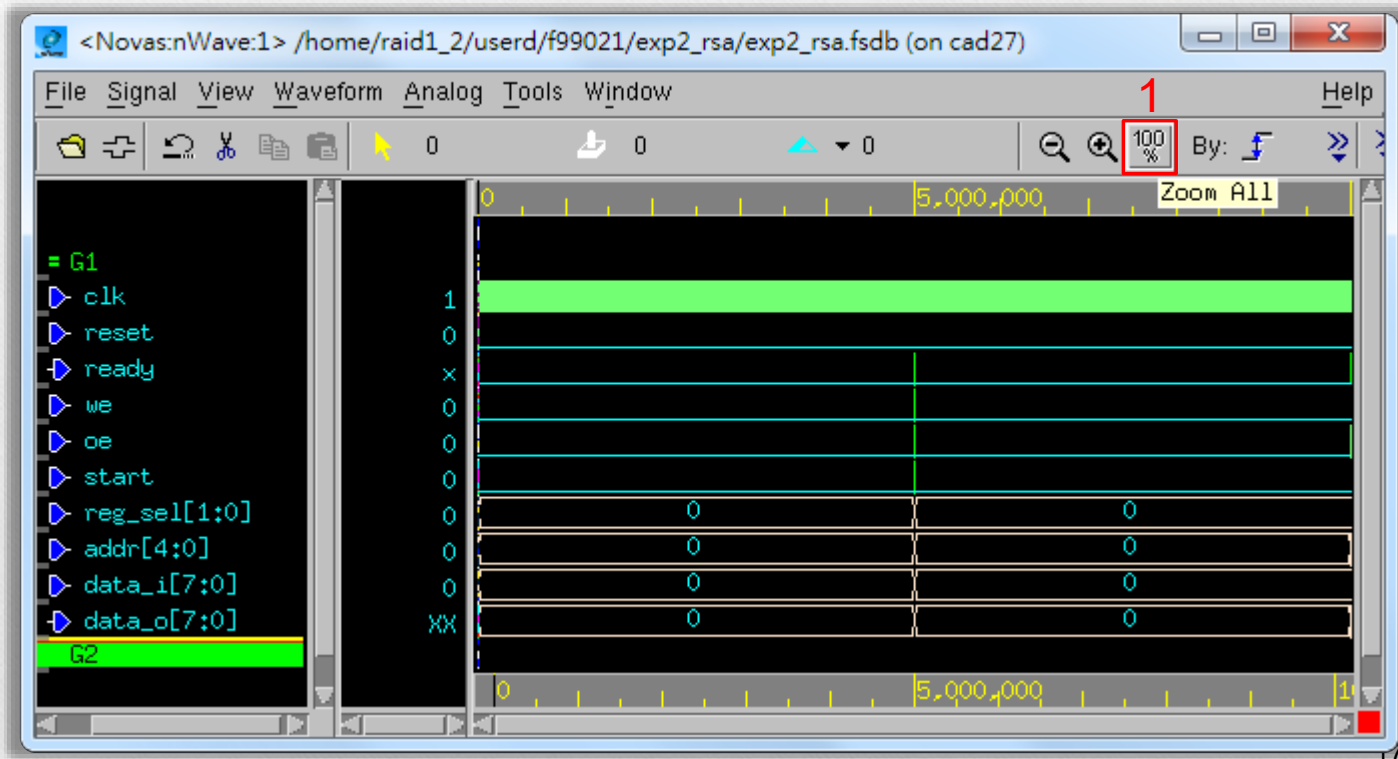 <Novas:nWave:1> /home/raid1_2/userd/f99021/exp2_rsa/exp2_rsa.fsdb (on cad27)
File Signal View Waveform Analog Tools Window 1 Help
0 0 0 100 % By:
Zoom All
0 5,000,000
= G1
clk 1
reset 0
ready x
we 0
oe 0
start 0
reg_sel[1:0] 0 0 0
addr[4:0] 0 0 0
data_i[7:0] 0 0 0
data_o[7:0] XX 0 0
G2
0 5,000,000